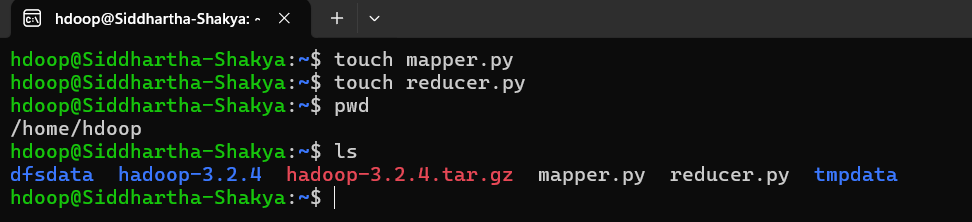 hdoop@Siddhartha-Shakya: ~
hdoop@Siddhartha-Shakya:~$ touch mapper.py
hdoop@Siddhartha-Shakya:~$ touch reducer.py
hdoop@Siddhartha-Shakya:~$ pwd
/home/hdoop
hdoop@Siddhartha-Shakya:~$ ls
dfsdata hadoop-3.2.4 hadoop-3.2.4.tar.gz mapper.py reducer.py tmpdata
hdoop@Siddhartha-Shakya:~$